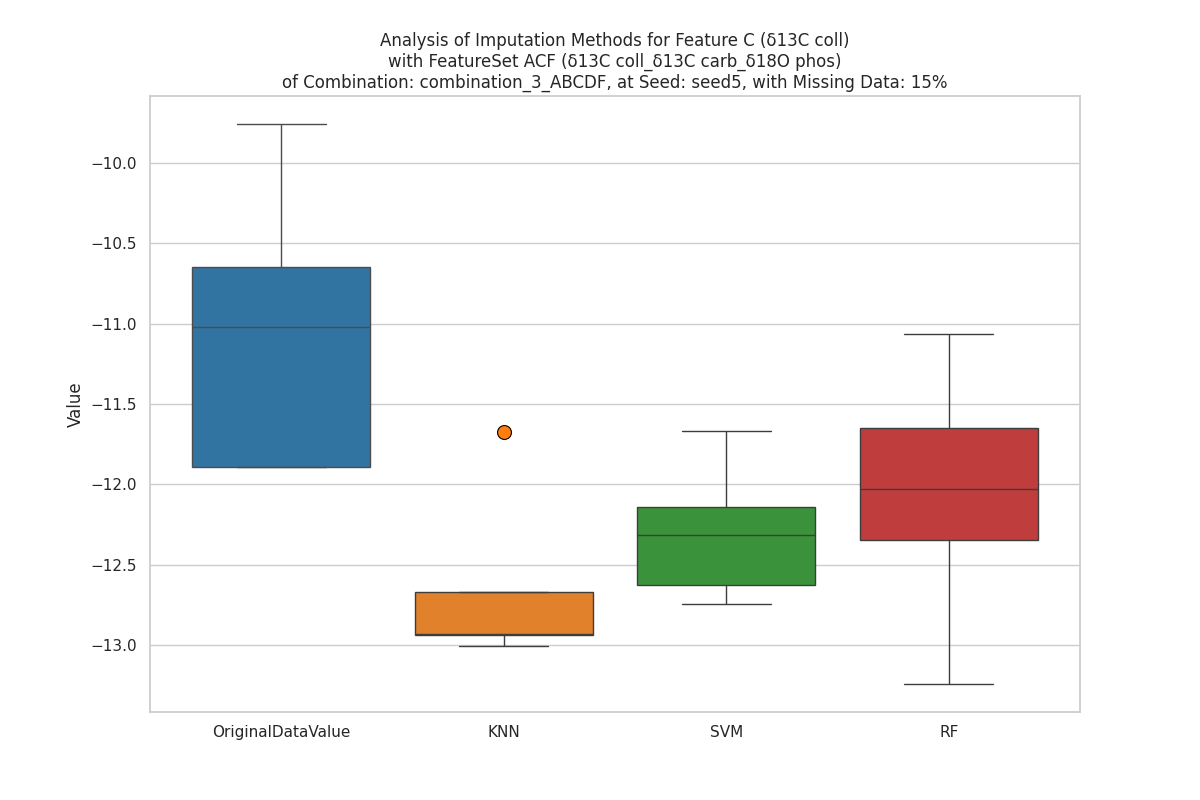 Analysis of Imputation Methods for Feature C (δ13C coll)
with FeatureSet ACF (δ13C coll_δ13C carb_δ18O phos)
of Combination: combination_3_ABCDF, at Seed: seed5, with Missing Data: 15%
Value
−10.0
−10.5
−11.0
−11.5
−12.0
−12.5
−13.0
OriginalDataValue
KNN
SVM
RF